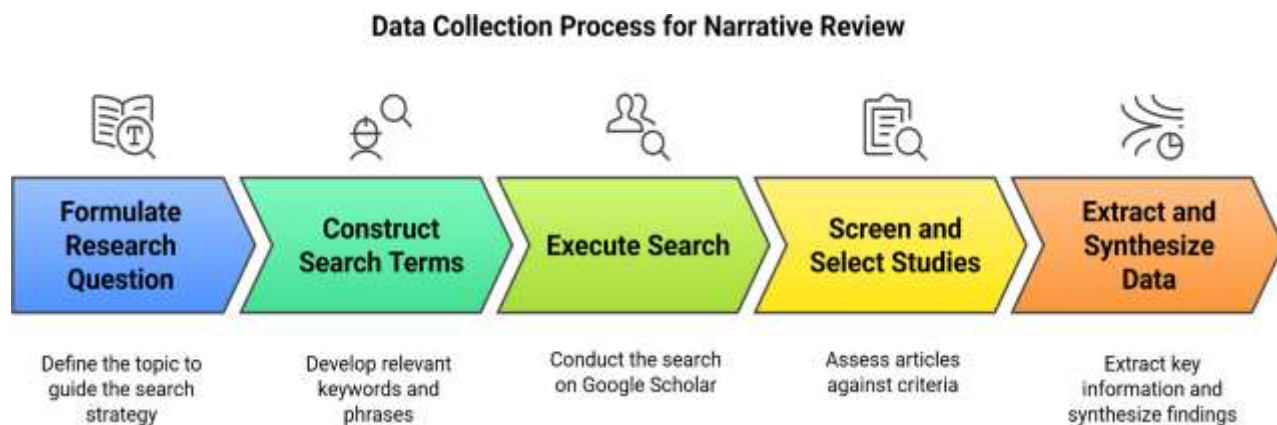 Data Collection Process for Narrative Review
T
Formulate
Research
Question
Construct
Search Terms
Execute Search
Screen and
Select Studies
Extract and
Synthesize
Data
Define the topic to
guide the search
strategy
Develop relevant
keywords and
phrases
Conduct the search
on Google Scholar
Assess articles
against criteria
Extract key
information and
synthesize findings